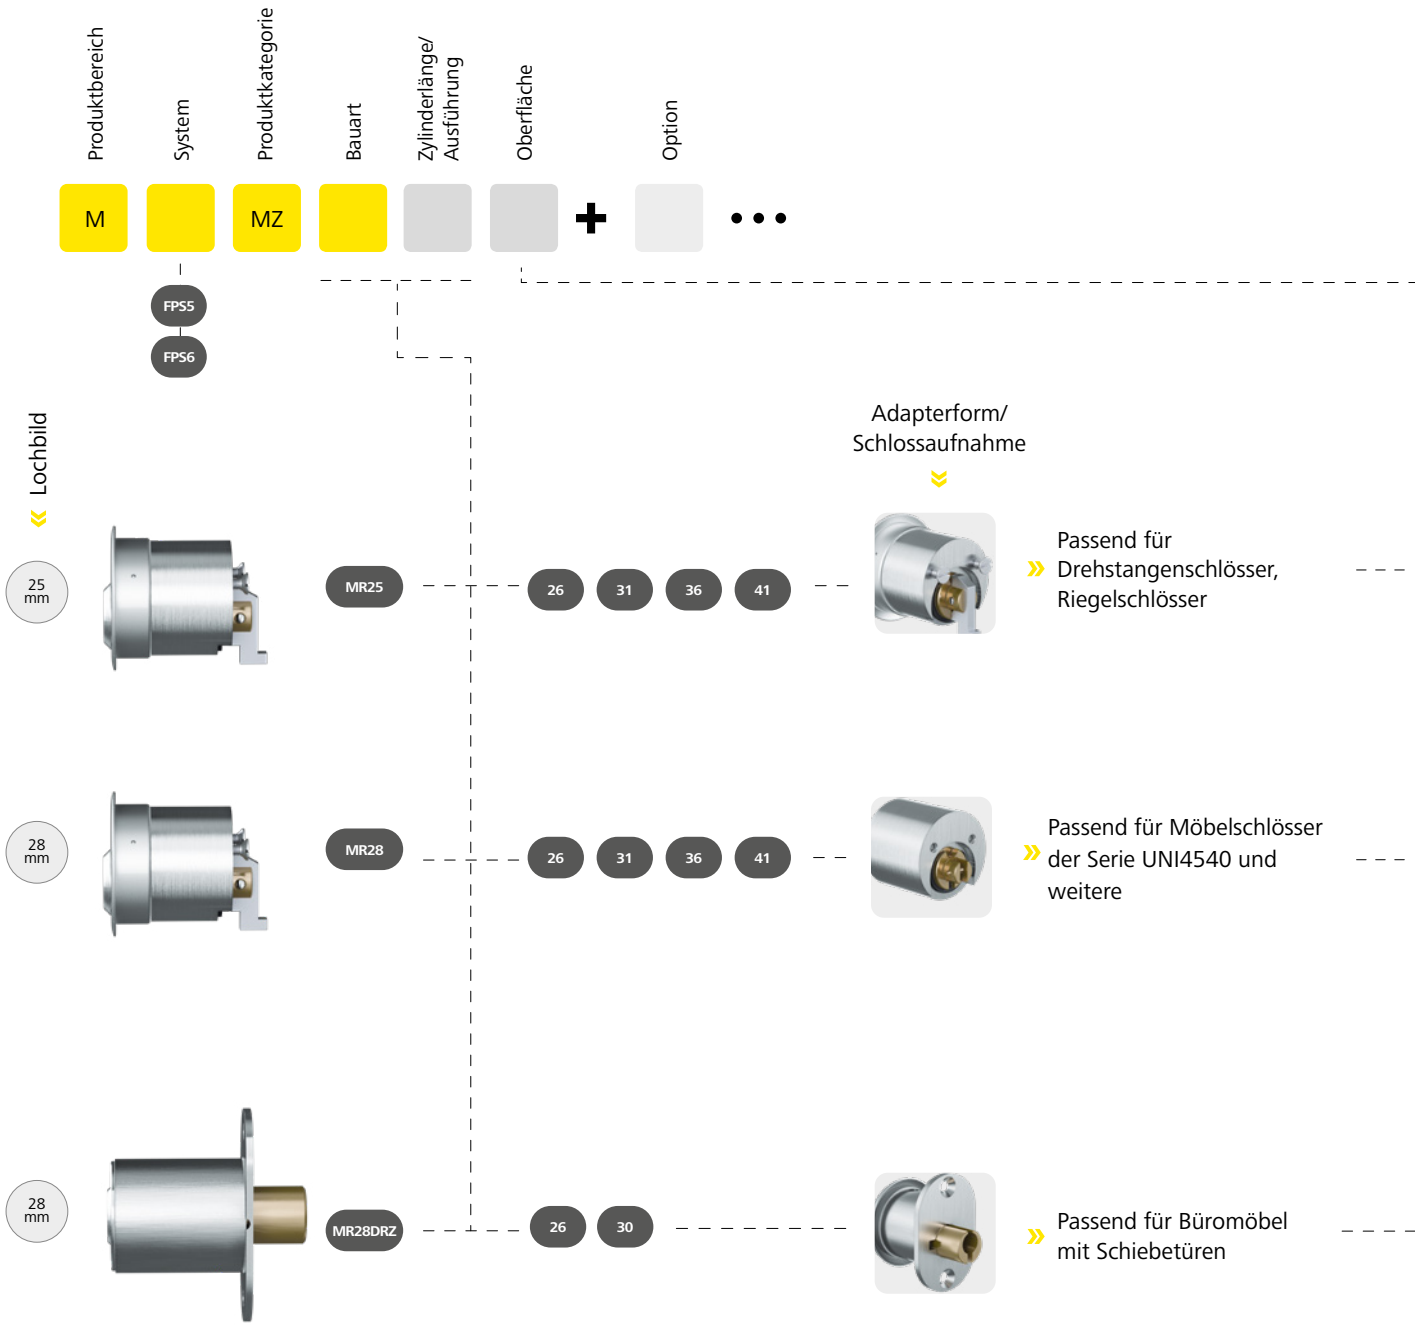 Produktbereich
System
Produktkategorie
Bauart
Zylinderlänge/
Ausführung
Oberfläche
Option
M
MZ
+
•••
FPS5
FPS6
Lochbild
Adapterform/
Schlossaufnahme
25
mm
MR25
26
31
36
41
Passend für
Drehstangenschlösser,
Riegelschlösser
28
mm
MR28
26
31
36
41
Passend für Möbelschlösser
der Serie UNI4540 und
weitere
28
mm
MR28DRZ
26
30
Passend für Büromöbel
mit Schiebetüren